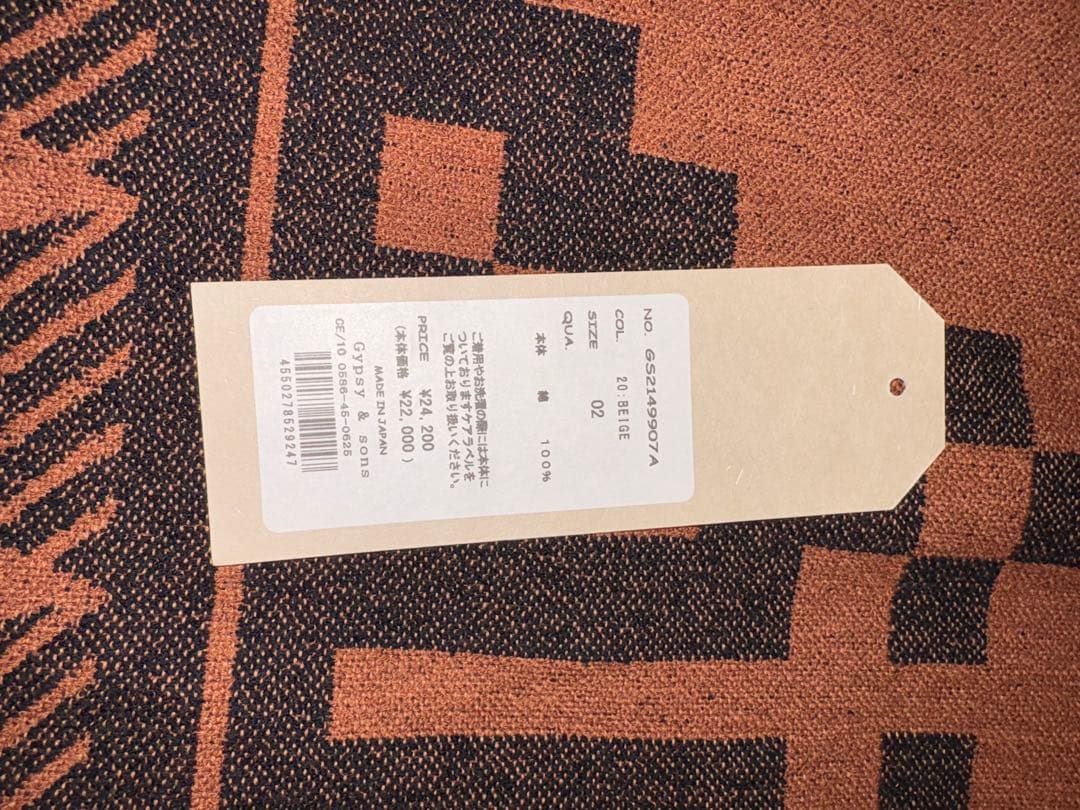 NO. GS2149907A
COL. 20:BEIGE
SIZE 02
QUA.
本体 綿 100%
ご着用やお洗濯の際には本体に
ついておりますケアラベルを
ご覧の上お取り扱いください。
PRICE ¥24,200
(本体価格 ¥22,000)
MADE IN JAPAN
Gypsy & sons
GE/10 0586-45-0625
4550278529247